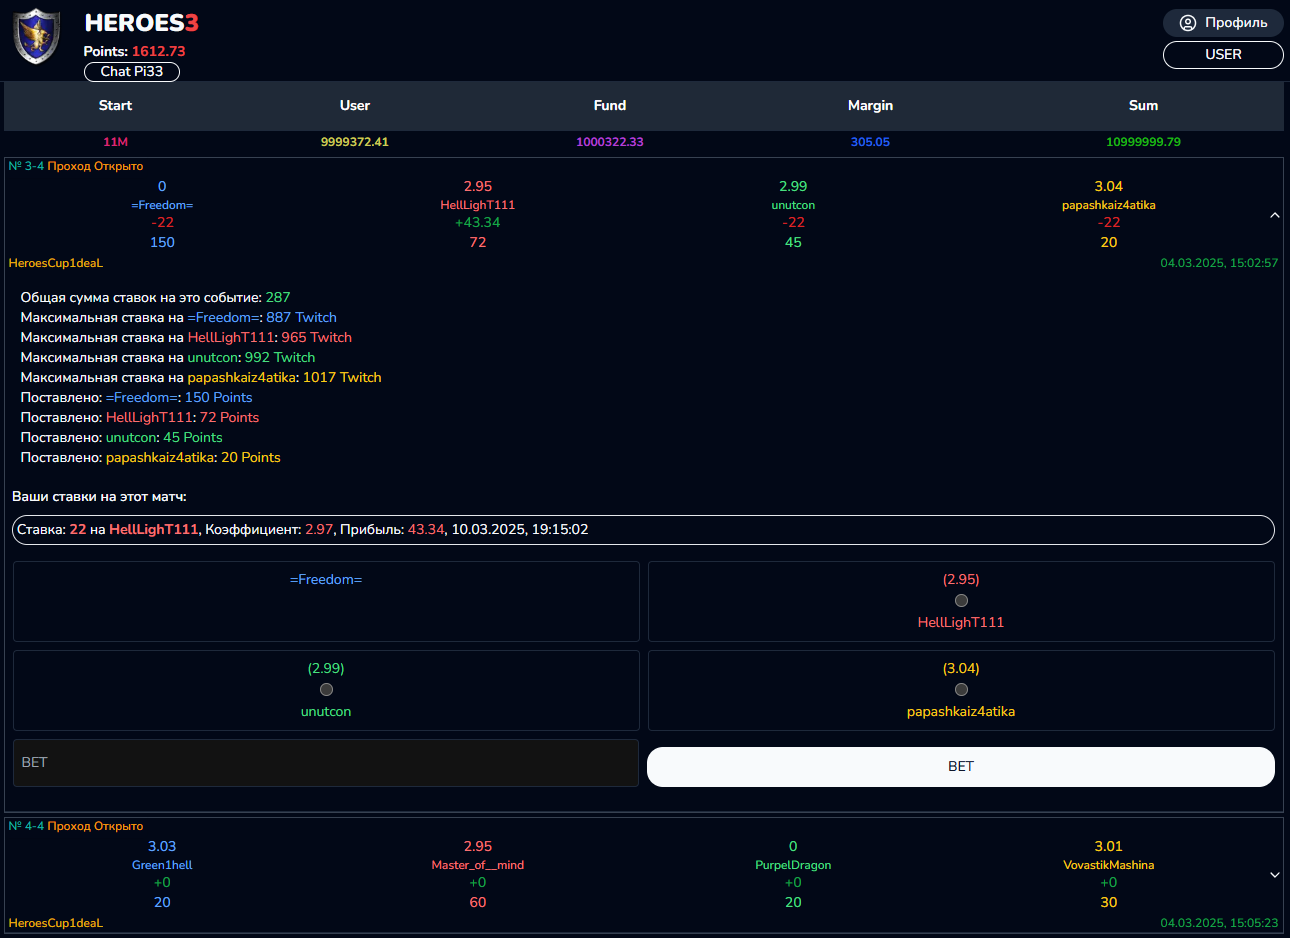 HEROES3
Points: 1612.73
Chat Pi33
Профиль
USER
Start User Fund Margin Sum
11M 9999372.41 1000322.33 305.05 10999999.79
№ 3-4 Проход Открыто
0 2.95 2.99 3.04
=Freedom= HellLighT111 unutcon papashkaiz4atika
-22 +43.34 -22 -22
150 72 45 20
HeroesCup1deaL 04.03.2025, 15:02:57
Общая сумма ставок на это событие: 287
Максимальная ставка на =Freedom=: 887 Twitch
Максимальная ставка на HellLighT111: 965 Twitch
Максимальная ставка на unutcon: 992 Twitch
Максимальная ставка на papashkaiz4atika: 1017 Twitch
Поставлено: =Freedom=: 150 Points
Поставлено: HellLighT111: 72 Points
Поставлено: unutcon: 45 Points
Поставлено: papashkaiz4atika: 20 Points
Ваши ставки на этот матч:
Ставка: 22 на HellLighT111, Коэффициент: 2.97, Прибыль: 43.34, 10.03.2025, 19:15:02
=Freedom=
(2.95)
HellLighT111
(2.99)
unutcon
(3.04)
papashkaiz4atika
BET
BET
№ 4-4 Проход Открыто
3.03 2.95 0 3.01
Green1hell Master_of__mind PurpelDragon VovastikMashina
+0 +0 +0 +0
20 60 20 30
HeroesCup1deaL 04.03.2025, 15:05:23